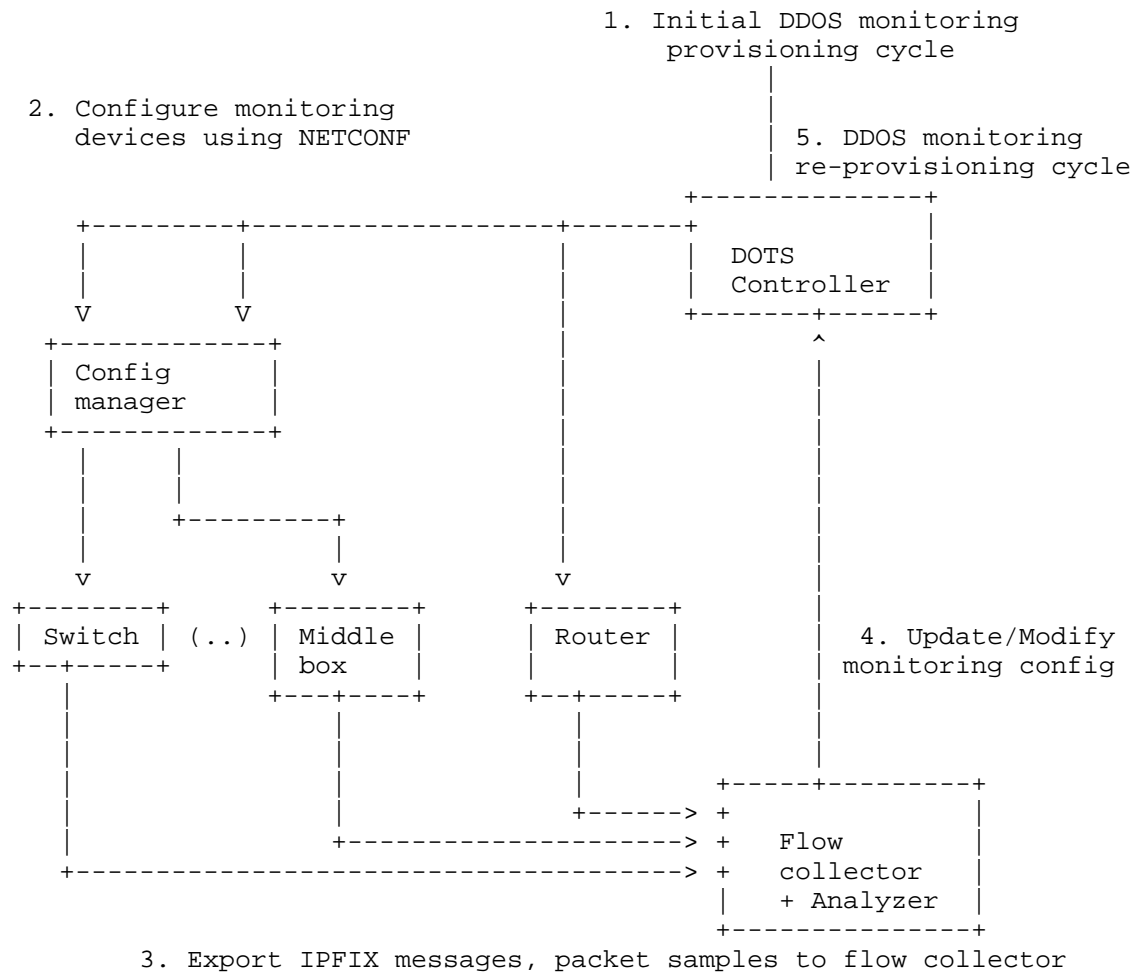 1. Initial DDOS monitoring
provisioning cycle
2. Configure monitoring
devices using NETCONF
5. DDOS monitoring
re-provisioning cycle
DOTS
Controller
V V
Config
manager
v v v
Switch (..) Middle
box
Router
4. Update/Modify
monitoring config
Flow
collector
+ Analyzer
3. Export IPFIX messages, packet samples to flow collector